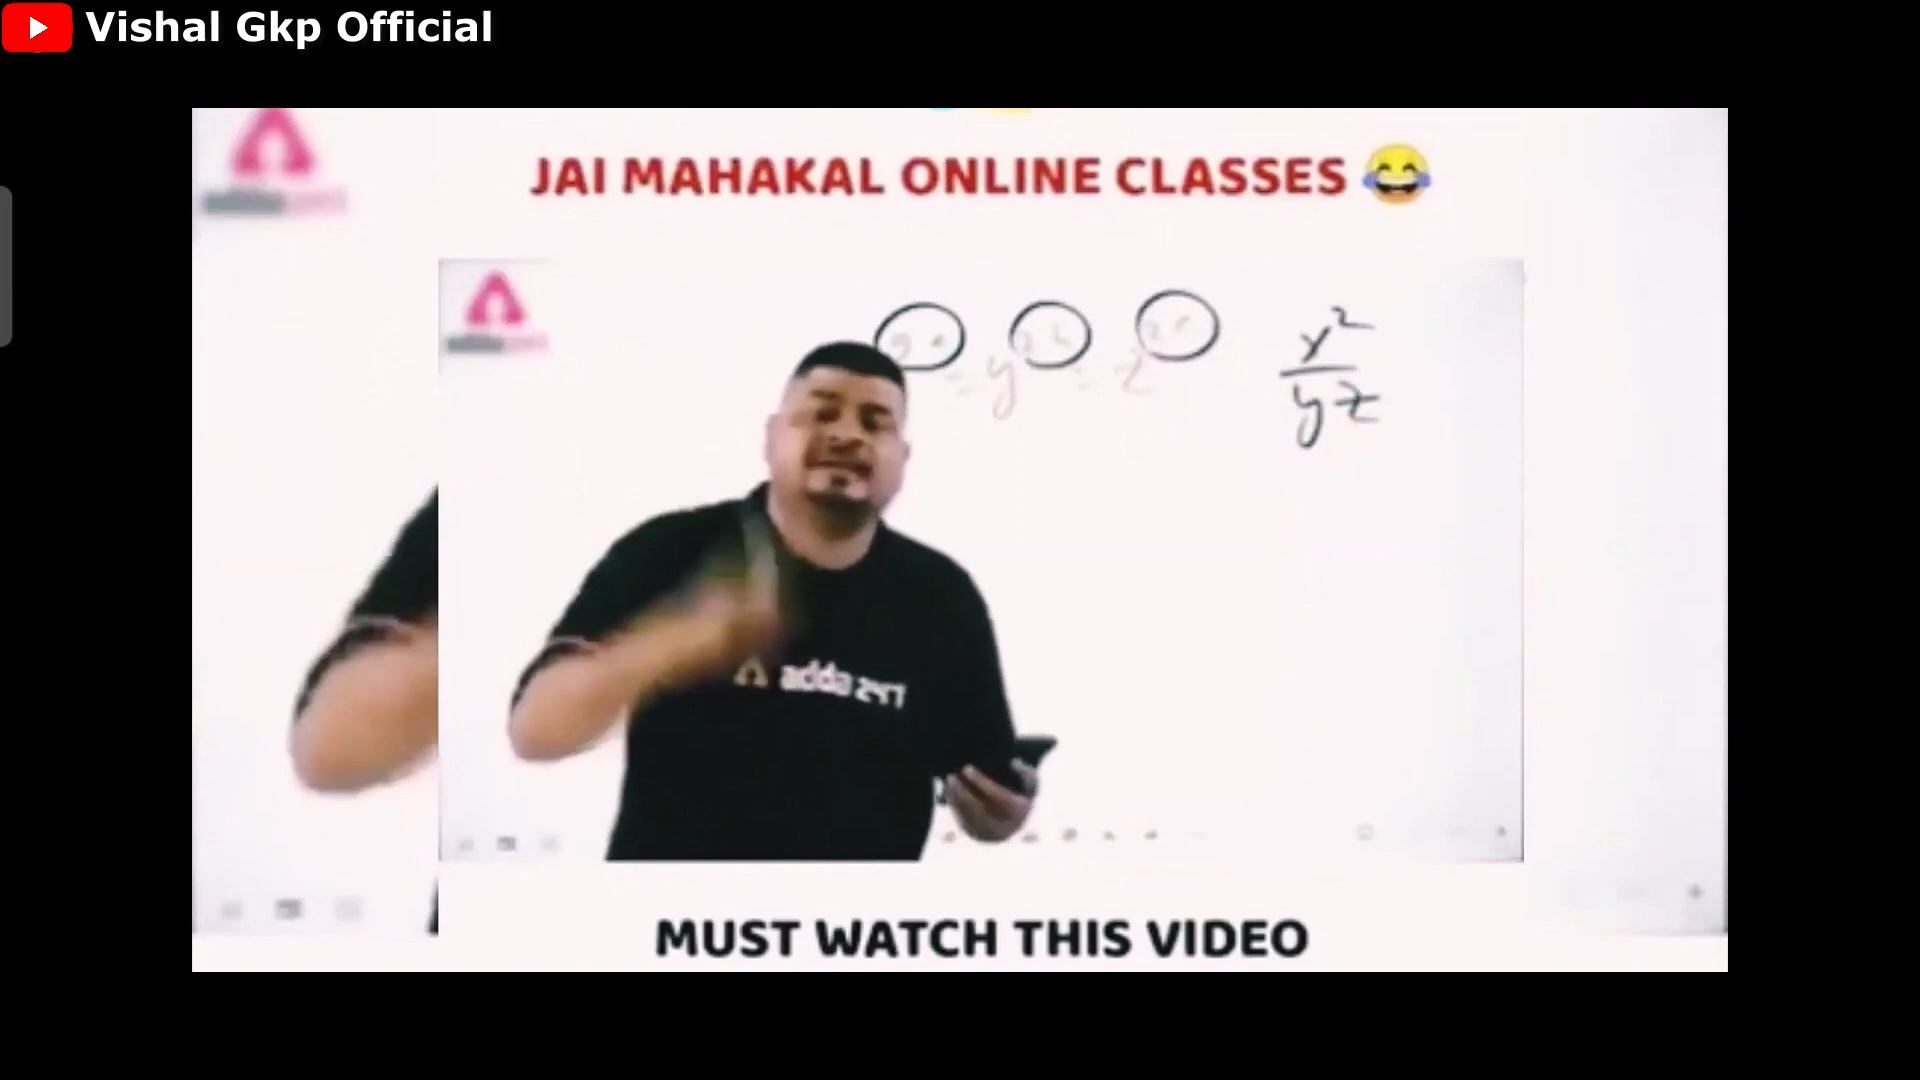 Vishal Gkp Official
JAI MAHAKAL ONLINE CLASSES 😂
= y = z
x²
yz
adda 247
MUST WATCH THIS VIDEO